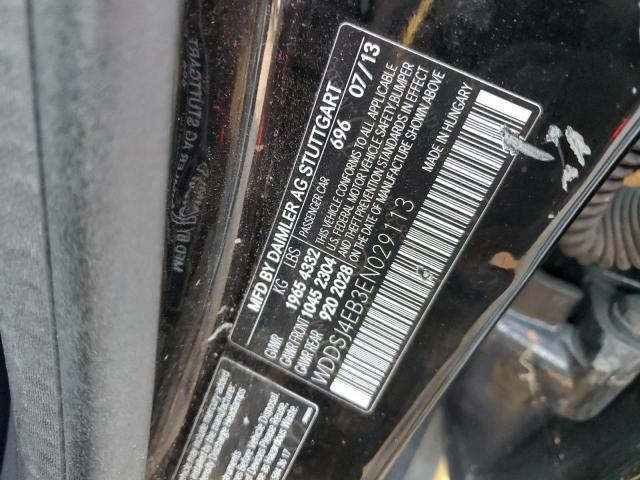 MFD BY DAIMLER AG STUTTGART
696 07/13
KG LBS PASSENGER CAR
GVWR 1965 4332
GAWR FRONT 1045 2304
GAWR REAR 920 2028
THIS VEHICLE CONFORMS TO ALL APPLICABLE
U.S. FEDERAL MOTOR VEHICLE SAFETY, BUMPER
AND THEFT PREVENTION STANDARDS IN EFFECT
ON THE DATE OF MANUFACTURE SHOWN ABOVE
WDDSJ4EB3EN029113
MADE IN HUNGARY